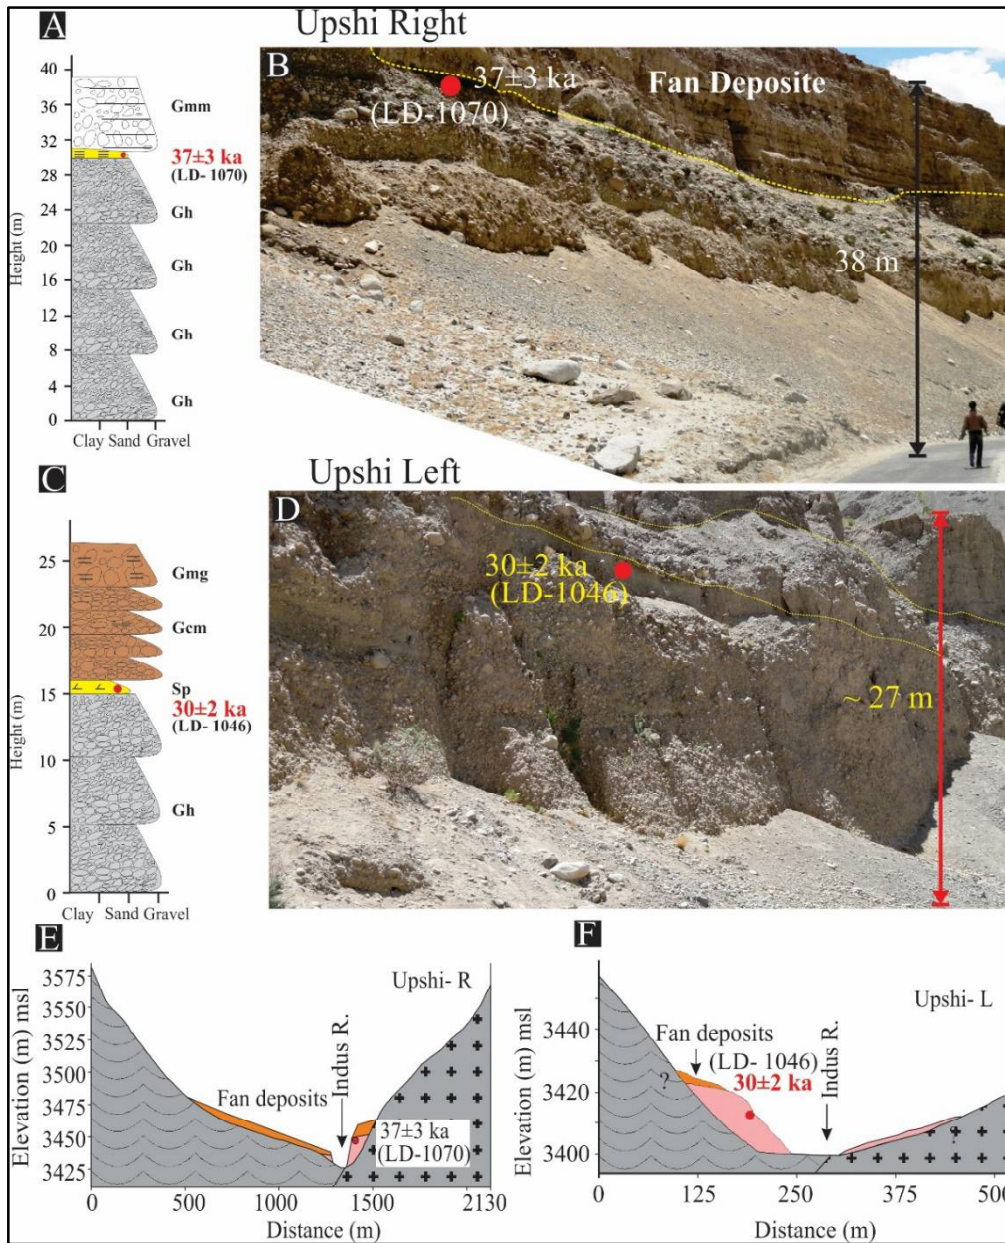 Upshi Right
A
Height (m)
40
36
32
28
24
20
16
12
8
4
0
Gmm
37±3 ka
(LD- 1070)
Gh
Gh
Gh
Gh
Clay Sand Gravel
B
37±3 ka
(LD-1070)
Fan Deposite
38 m
Upshi Left
C
Height (m)
25
20
15
10
5
0
Gmg
Gcm
Sp
30±2 ka
(LD- 1046)
Gh
Clay Sand Gravel
D
30±2 ka
(LD-1046)
~ 27 m
E
Upshi- R
Elevation (m) msl
3575
3550
3525
3500
3475
3450
3425
Fan deposits
Indus R.
37±3 ka
(LD-1070)
0 500 1000 1500 2130
Distance (m)
F
Upshi- L
Elevation (m) msl
3440
3420
3400
Fan deposits
(LD- 1046)
30±2 ka
?
Indus R.
?
0 125 250 375 500
Distance (m)